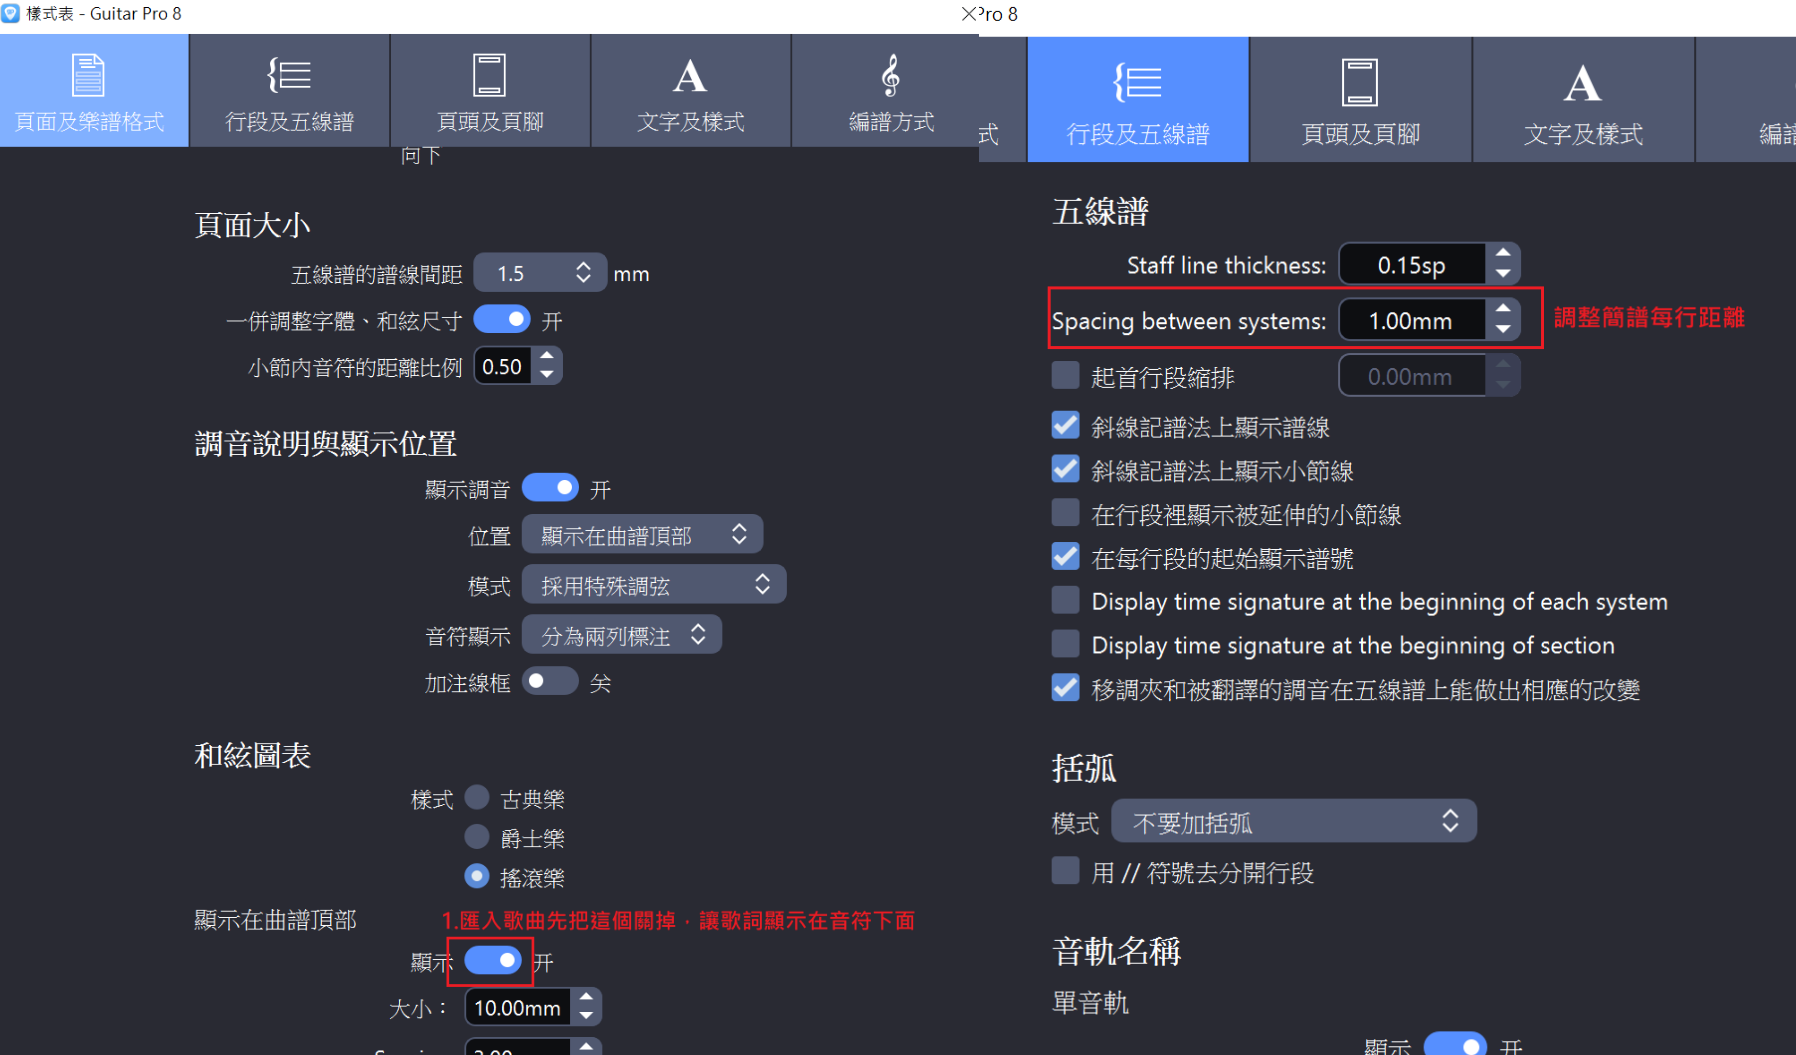 樣式表 - Guitar Pro 8
頁面及樂譜格式
行段及五線譜
頁頭及頁腳
文字及樣式
編譜方式
向下
頁面大小
五線譜的譜線間距 1.5 mm
一併調整字體、和絃尺寸 开
小節內音符的距離比例 0.50
調音說明與顯示位置
顯示調音 开
位置 顯示在曲譜頂部
模式 採用特殊調弦
音符顯示 分為兩列標注
加注線框 关
和絃圖表
樣式 古典樂
爵士樂
搖滾樂
顯示在曲譜頂部
1.匯入歌曲先把這個關掉，讓歌詞顯示在音符下面
顯示 开
大小： 10.00mm
Pro 8
式
行段及五線譜
頁頭及頁腳
文字及樣式
編譜
五線譜
Staff line thickness: 0.15sp
Spacing between systems: 1.00mm 調整簡譜每行距離
起首行段縮排 0.00mm
斜線記譜法上顯示譜線
斜線記譜法上顯示小節線
在行段裡顯示被延伸的小節線
在每行段的起始顯示譜號
Display time signature at the beginning of each system
Display time signature at the beginning of section
移調夾和被翻譯的調音在五線譜上能做出相應的改變
括弧
模式 不要加括弧
用 // 符號去分開行段
音軌名稱
單音軌
顯示 开